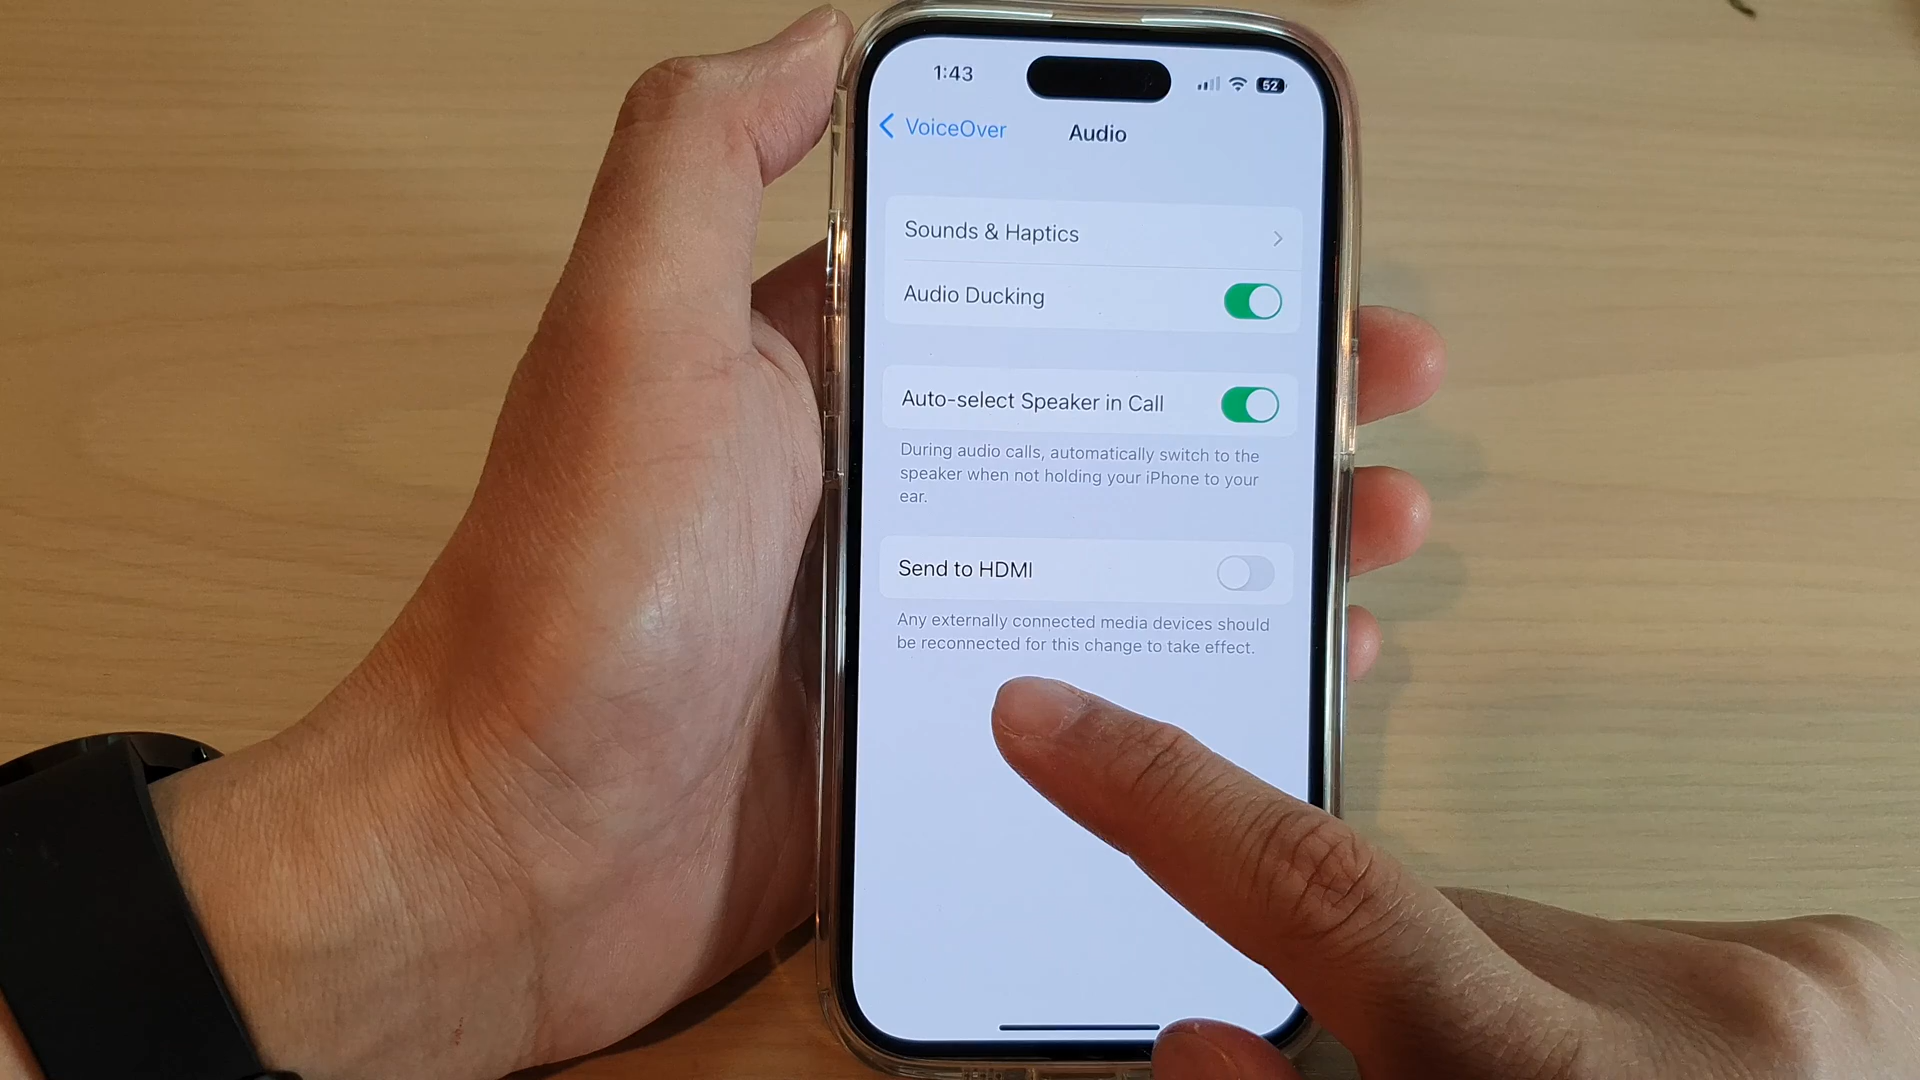 1:43
52
VoiceOver
Audio
Sounds & Haptics
Audio Ducking
Auto-select Speaker in Call
During audio calls, automatically switch to the
speaker when not holding your iPhone to your
ear.
Send to HDMI
Any externally connected media devices should
be reconnected for this change to take effect.